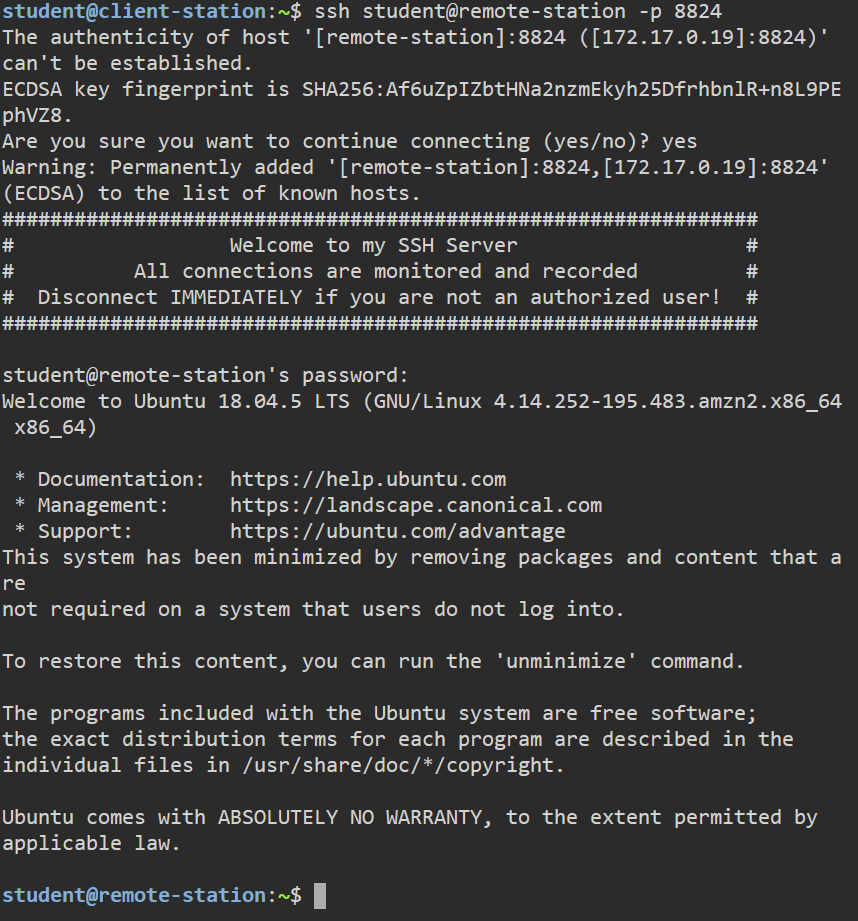 student@client-station:~$ ssh student@remote-station -p 8824
The authenticity of host '[remote-station]:8824 ([172.17.0.19]:8824)'
can't be established.
ECDSA key fingerprint is SHA256:Af6uZpIZbtHNa2nzmEkyh25DfrhbnlR+n8L9PE
phVZ8.
Are you sure you want to continue connecting (yes/no)? yes
Warning: Permanently added '[remote-station]:8824,[172.17.0.19]:8824'
(ECDSA) to the list of known hosts.
###############################################################
#                  Welcome to my SSH Server                   #
#          All connections are monitored and recorded         #
#  Disconnect IMMEDIATELY if you are not an authorized user!  #
###############################################################
student@remote-station's password:
Welcome to Ubuntu 18.04.5 LTS (GNU/Linux 4.14.252-195.483.amzn2.x86_64
 x86_64)
 * Documentation:  https://help.ubuntu.com
 * Management:     https://landscape.canonical.com
 * Support:        https://ubuntu.com/advantage
This system has been minimized by removing packages and content that a
re
not required on a system that users do not log into.
To restore this content, you can run the 'unminimize' command.
The programs included with the Ubuntu system are free software;
the exact distribution terms for each program are described in the
individual files in /usr/share/doc/*/copyright.
Ubuntu comes with ABSOLUTELY NO WARRANTY, to the extent permitted by
applicable law.
student@remote-station:~$